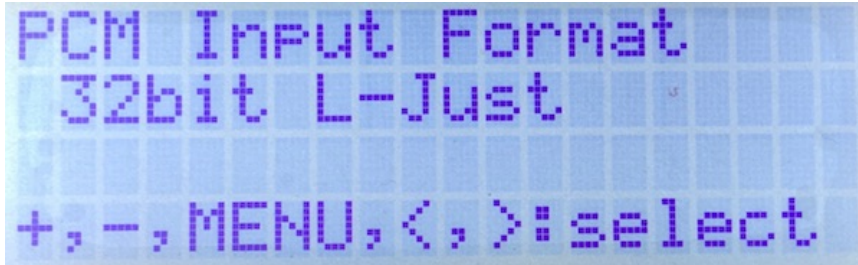 PCM Input Format
32bit L-Just
+,-,MENU,<,>:select